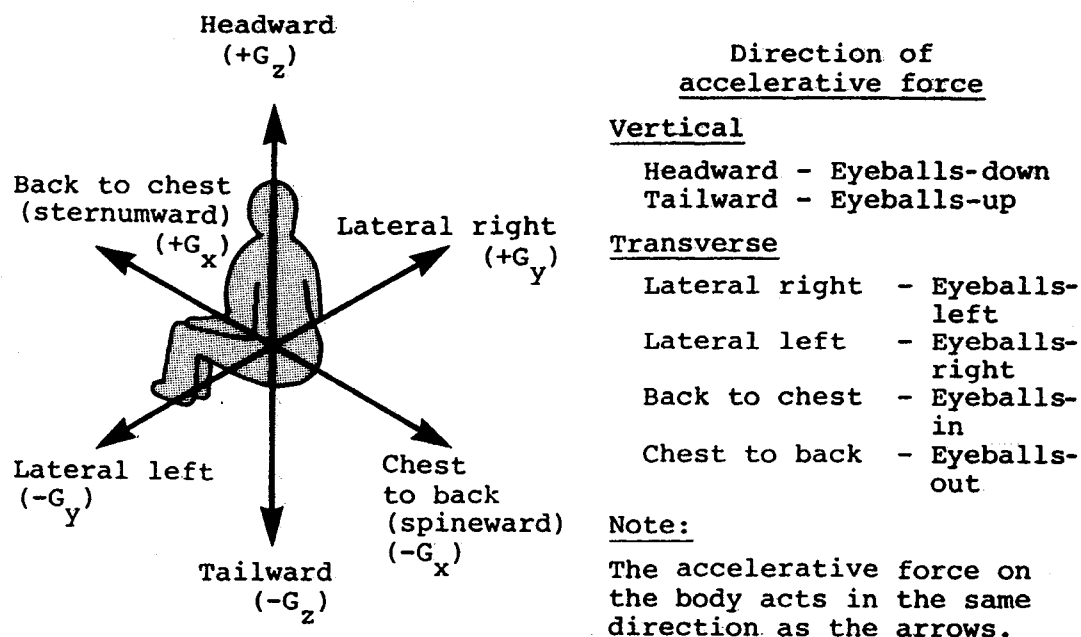 Headward
(+Gz)
Back to chest
(sternumward)
(+Gx)
Lateral right
(+Gy)
Lateral left
(-Gy)
Chest
to back
(spineward)
(-Gx)
Tailward
(-Gz)
Direction of
accelerative force
Vertical
Headward - Eyeballs-down
Tailward - Eyeballs-up
Transverse
Lateral right - Eyeballs-
left
Lateral left - Eyeballs-
right
Back to chest - Eyeballs-
in
Chest to back - Eyeballs-
out
Note:
The accelerative force on
the body acts in the same
direction as the arrows.